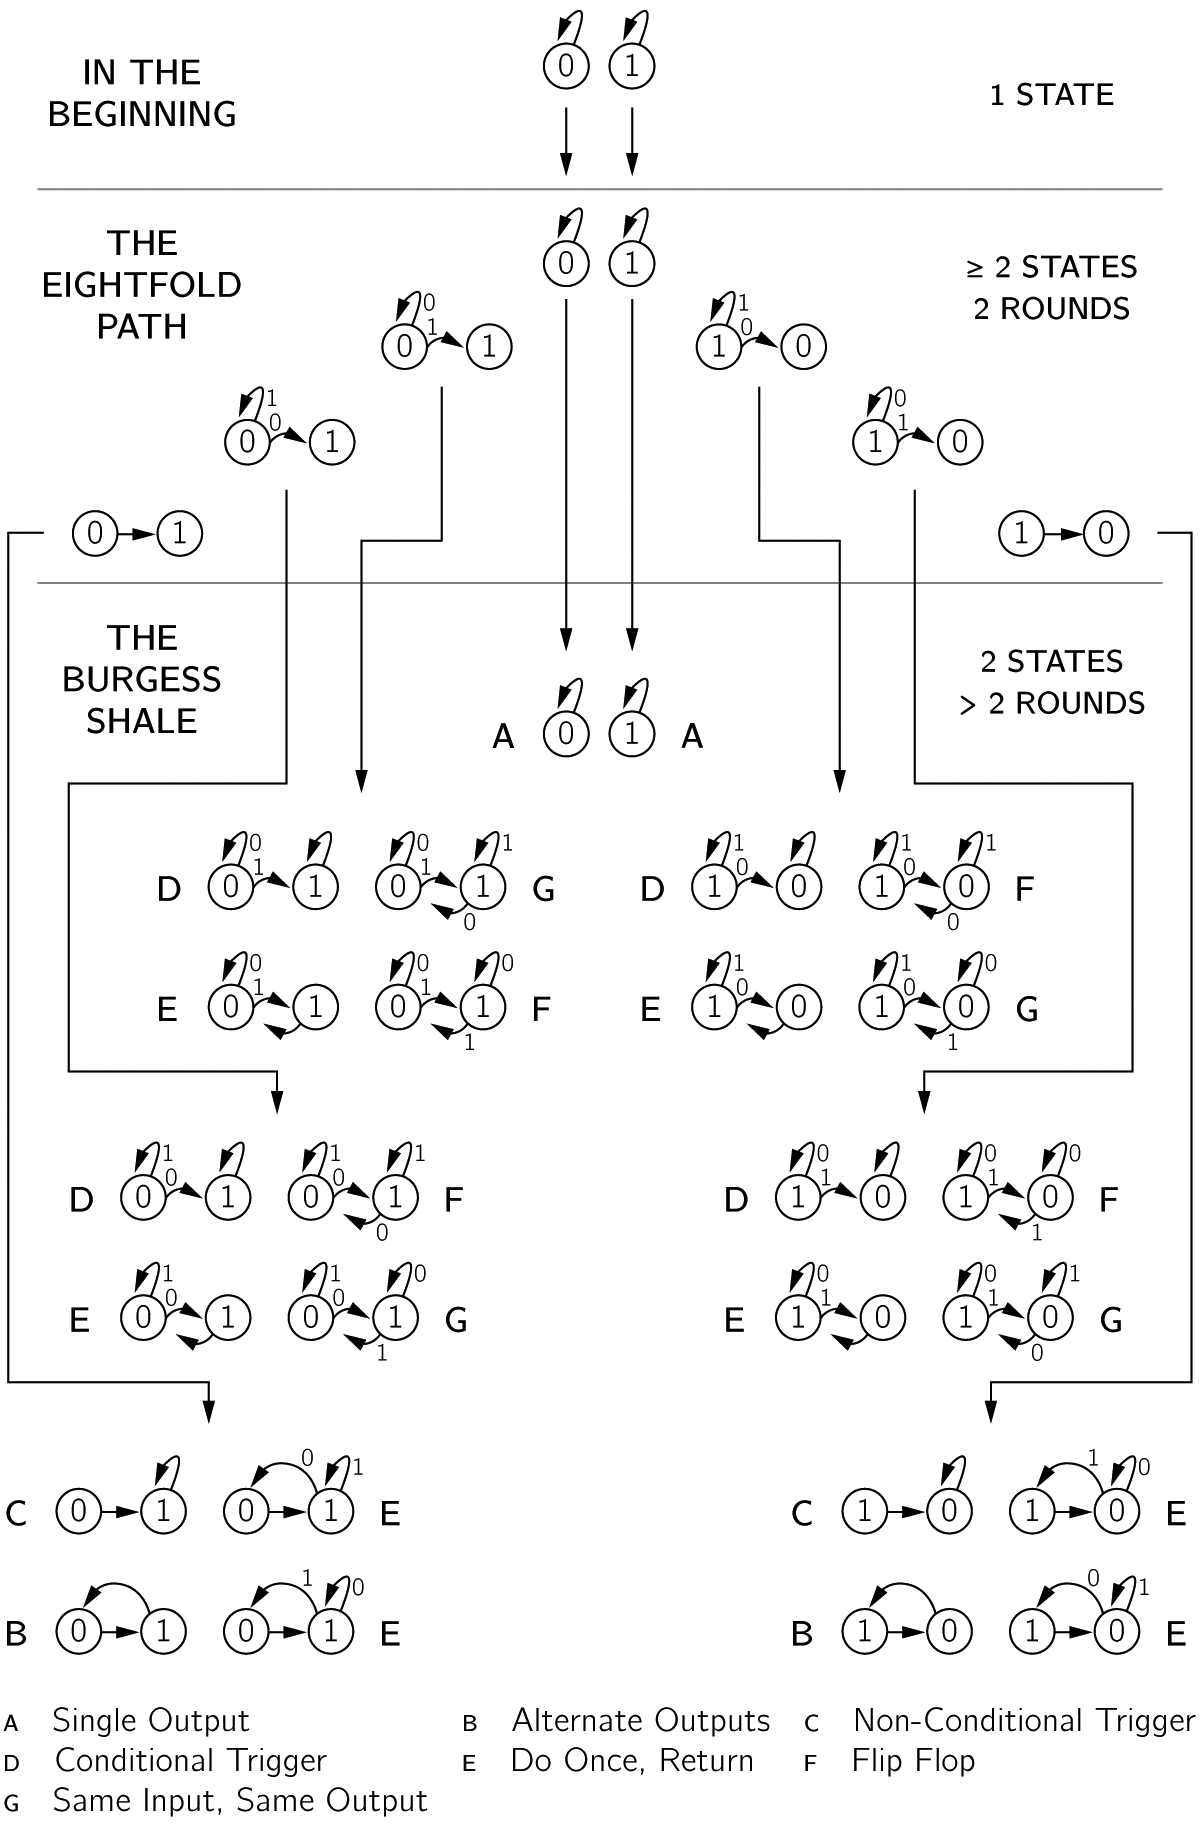 0 1
IN THE
BEGINNING
1 STATE
THE
EIGHTFOLD
PATH
0 1
≥ 2 STATES
2 ROUNDS
0
1
0 1
1
0
1 0
1
0
0 1
0
1
1 0
0 1
1 0
THE
BURGESS
SHALE
2 STATES
> 2 ROUNDS
A 0 1 A
0 0 1 1 1 1
1 1 0 0
D 0 1 0 1 G D 1 0 1 0 F
0 0
0 0 0 1 1 0
1 1 0 0
E 0 1 0 1 F E 1 0 1 0 G
1 1
1 1 1 0 0 0
0 0 1 1
D 0 1 0 1 F D 1 0 1 0 F
0 1
1 1 0 0 0 1
0 0 1 1
E 0 1 0 1 G E 1 0 1 0 G
1 0
0 1 1 0
C 0 1 0 1 E C 1 0 1 0 E
1 0 0 1
B 0 1 0 1 E B 1 0 1 0 E
A Single Output B Alternate Outputs C Non-Conditional Trigger
D Conditional Trigger E Do Once, Return F Flip Flop
G Same Input, Same Output